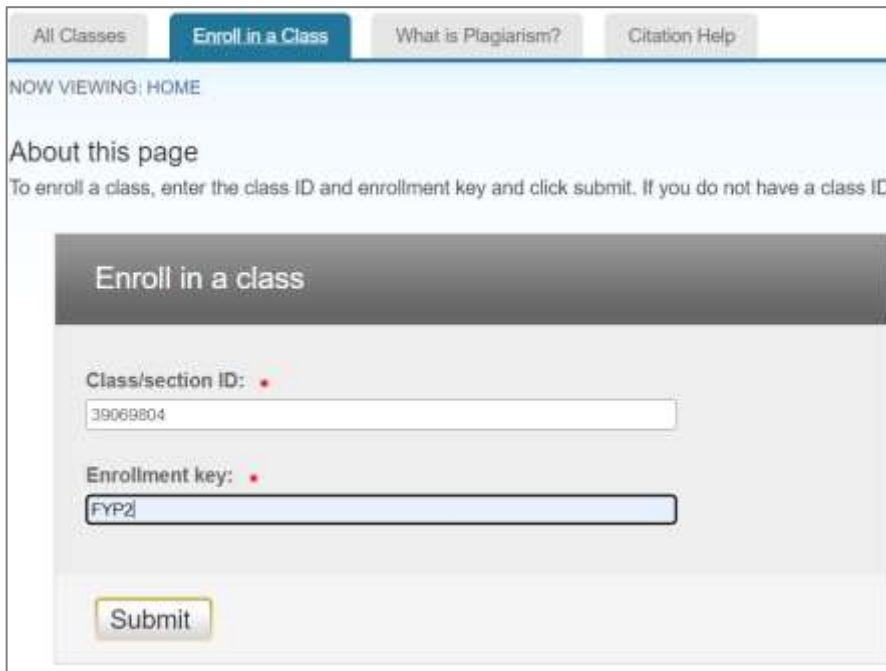 All Classes Enroll in a Class What is Plagiarism? Citation Help
NOW VIEWING: HOME
About this page
To enroll a class, enter the class ID and enrollment key and click submit. If you do not have a class ID
Enroll in a class
Class/section ID:
39069804
Enrollment key:
FYP2
Submit